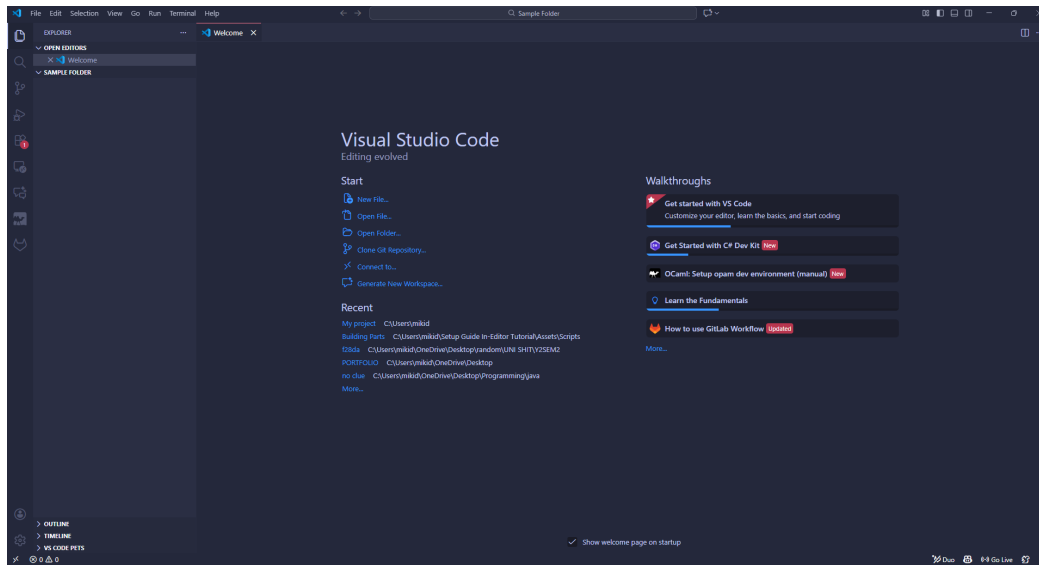 File Edit Selection View Go Run Terminal Help
Sample Folder
EXPLORER
Welcome
OPEN EDITORS
Welcome
SAMPLE FOLDER
1
Visual Studio Code
Editing evolved
Start
New File...
Open File...
Open Folder...
Clone Git Repository...
Connect to...
Generate New Workspace...
Recent
My project C:\Users\mikid
Building Parts C:\Users\mikid\Setup Guide In-Editor Tutorial\Assets\Scripts
f28da C:\Users\mikid\OneDrive\Desktop\random\UNI SHIT\Y2SEM2
PORTFOLIO C:\Users\mikid\OneDrive\Desktop
no clue C:\Users\mikid\OneDrive\Desktop\Programming\java
More...
Walkthroughs
Get started with VS Code
Customize your editor, learn the basics, and start coding
Get Started with C# Dev Kit New
OCaml: Setup opam dev environment (manual) New
Learn the Fundamentals
How to use GitLab Workflow Updated
More...
OUTLINE
TIMELINE
VS CODE PETS
Show welcome page on startup
0 0
Duo Go Live